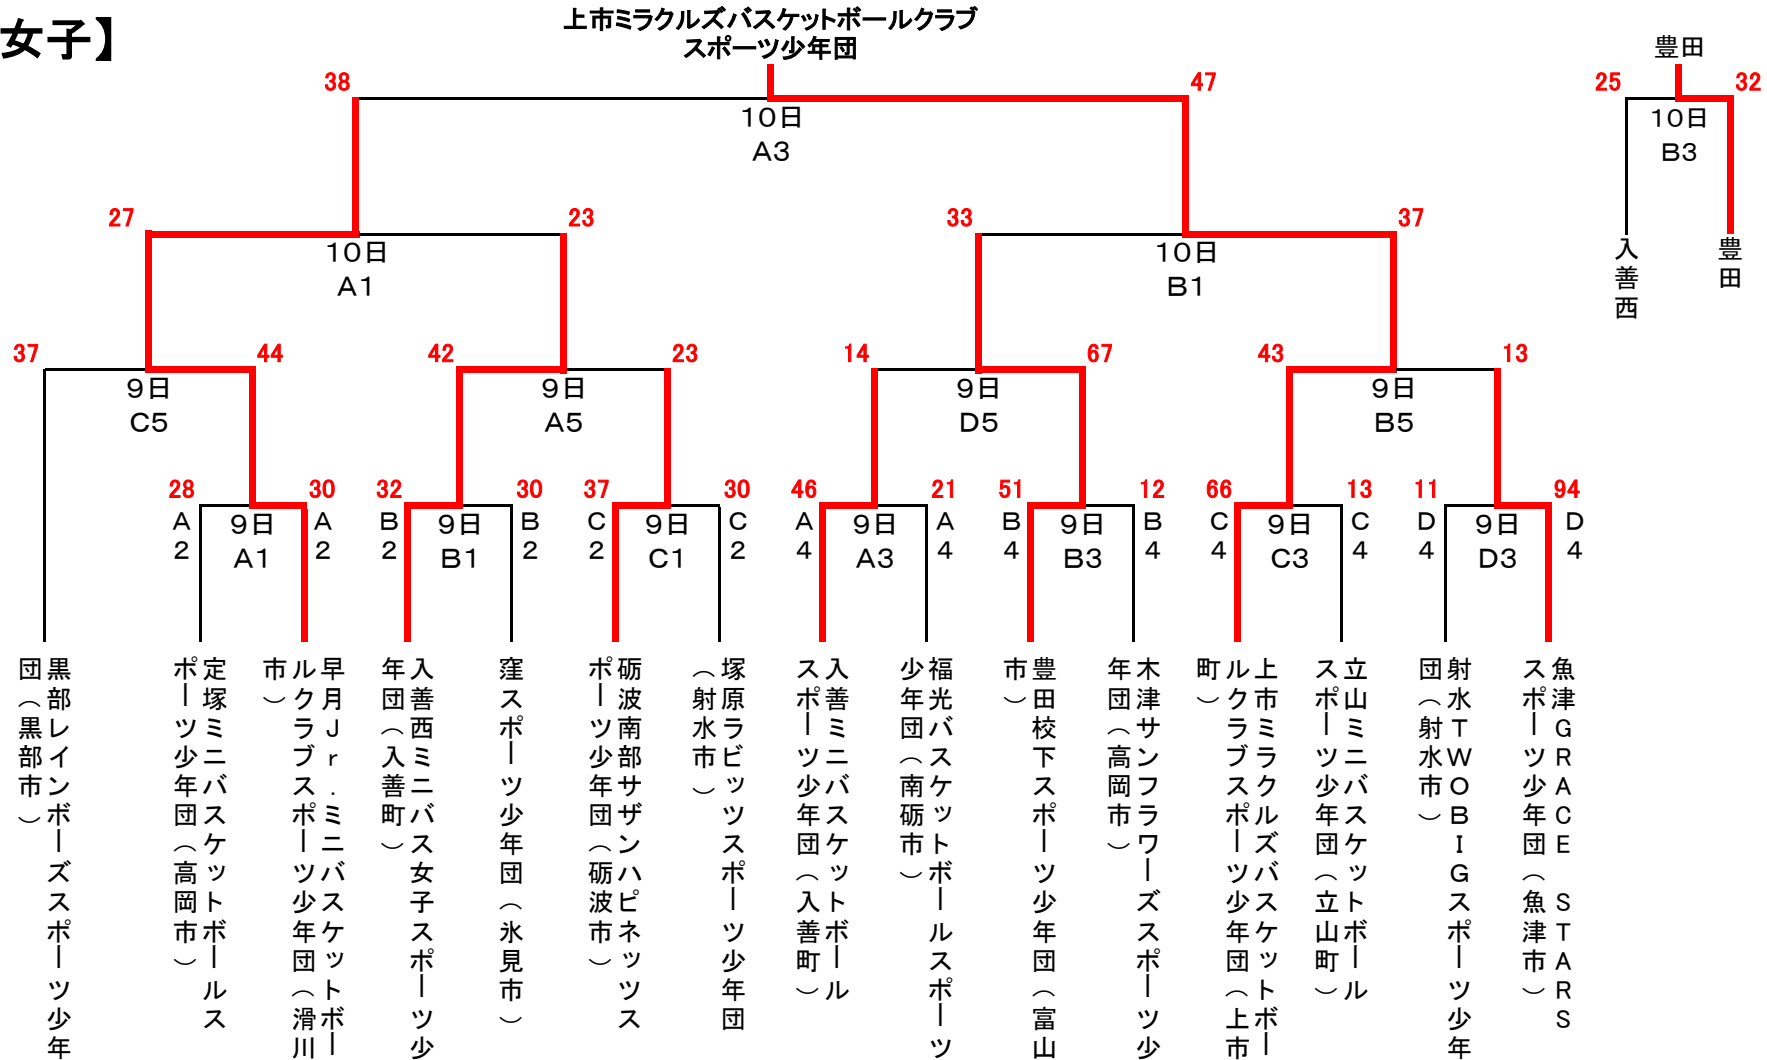 女子】
上市ミラクルズバスケットボールクラブ
スポーツ少年団
豊田
38
47
25
32
10日
A3
10日
B3
27
23
33
37
10日
A1
10日
B1
入善西
豊田
37
44
42
23
14
67
43
13
9日
C5
9日
A5
9日
D5
9日
B5
28
30
32
30
37
30
46
21
51
12
66
13
11
94
A2
9日
A1
A2
B2
9日
B1
B2
C2
9日
C1
C2
A4
9日
A3
A4
B4
9日
B3
B4
C4
9日
C3
C4
D4
9日
D3
D4
黒部レインボーズスポーツ少年
団（黒部市）
定塚ミニバスケットボールス
ポーツ少年団（高岡市）
早月Jr.ミニバスケットボー
ルクラブスポーツ少年団（滑川
市）
入善西ミニバス女子スポーツ少
年団（入善町）
窪スポーツ少年団（氷見市）
砺波南部サザンハピネッツス
ポーツ少年団（砺波市）
塚原ラビッツスポーツ少年団
（射水市）
入善ミニバスケットボール
スポーツ少年団（入善町）
福光バスケットボールスポーツ
少年団（南砺市）
豊田校下スポーツ少年団（富山
市）
木津サンフラワーズスポーツ少
年団（高岡市）
上市ミラクルズバスケットボー
ルクラブスポーツ少年団（上市
町）
立山ミニバスケットボール
スポーツ少年団（立山町）
射水TWOBIGスポーツ少年
団（射水市）
魚津GRACE STARS
スポーツ少年団（魚津市）